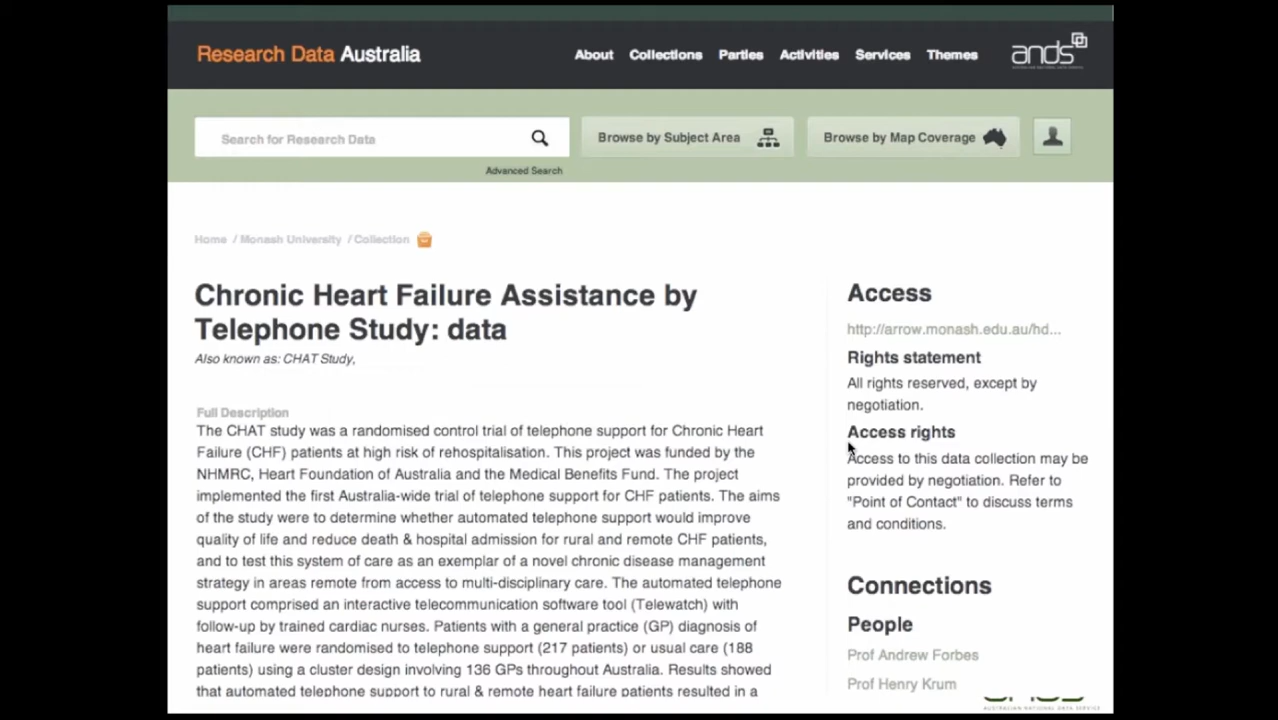 Research Data Australia
About Collections Parties Activities Services Themes
ands
Search for Research Data
Browse by Subject Area
Browse by Map Coverage
Advanced Search
Home / Monash University / Collection
Chronic Heart Failure Assistance by
Telephone Study: data
Also known as: CHAT Study,
Full Description
The CHAT study was a randomised control trial of telephone support for Chronic Heart
Failure (CHF) patients at high risk of rehospitalisation. This project was funded by the
NHMRC, Heart Foundation of Australia and the Medical Benefits Fund. The project
implemented the first Australia-wide trial of telephone support for CHF patients. The aims
of the study were to determine whether automated telephone support would improve
quality of life and reduce death & hospital admission for rural and remote CHF patients,
and to test this system of care as an exemplar of a novel chronic disease management
strategy in areas remote from access to multi-disciplinary care. The automated telephone
support comprised an interactive telecommunication software tool (Telewatch) with
follow-up by trained cardiac nurses. Patients with a general practice (GP) diagnosis of
heart failure were randomised to telephone support (217 patients) or usual care (188
patients) using a cluster design involving 136 GPs throughout Australia. Results showed
that automated telephone support to rural & remote heart failure patients resulted in a
Access
http://arrow.monash.edu.au/hd...
Rights statement
All rights reserved, except by
negotiation.
Access rights
Access to this data collection may be
provided by negotiation. Refer to
"Point of Contact" to discuss terms
and conditions.
Connections
People
Prof Andrew Forbes
Prof Henry Krum
AUSTRALIAN NATIONAL DATA SERVICE